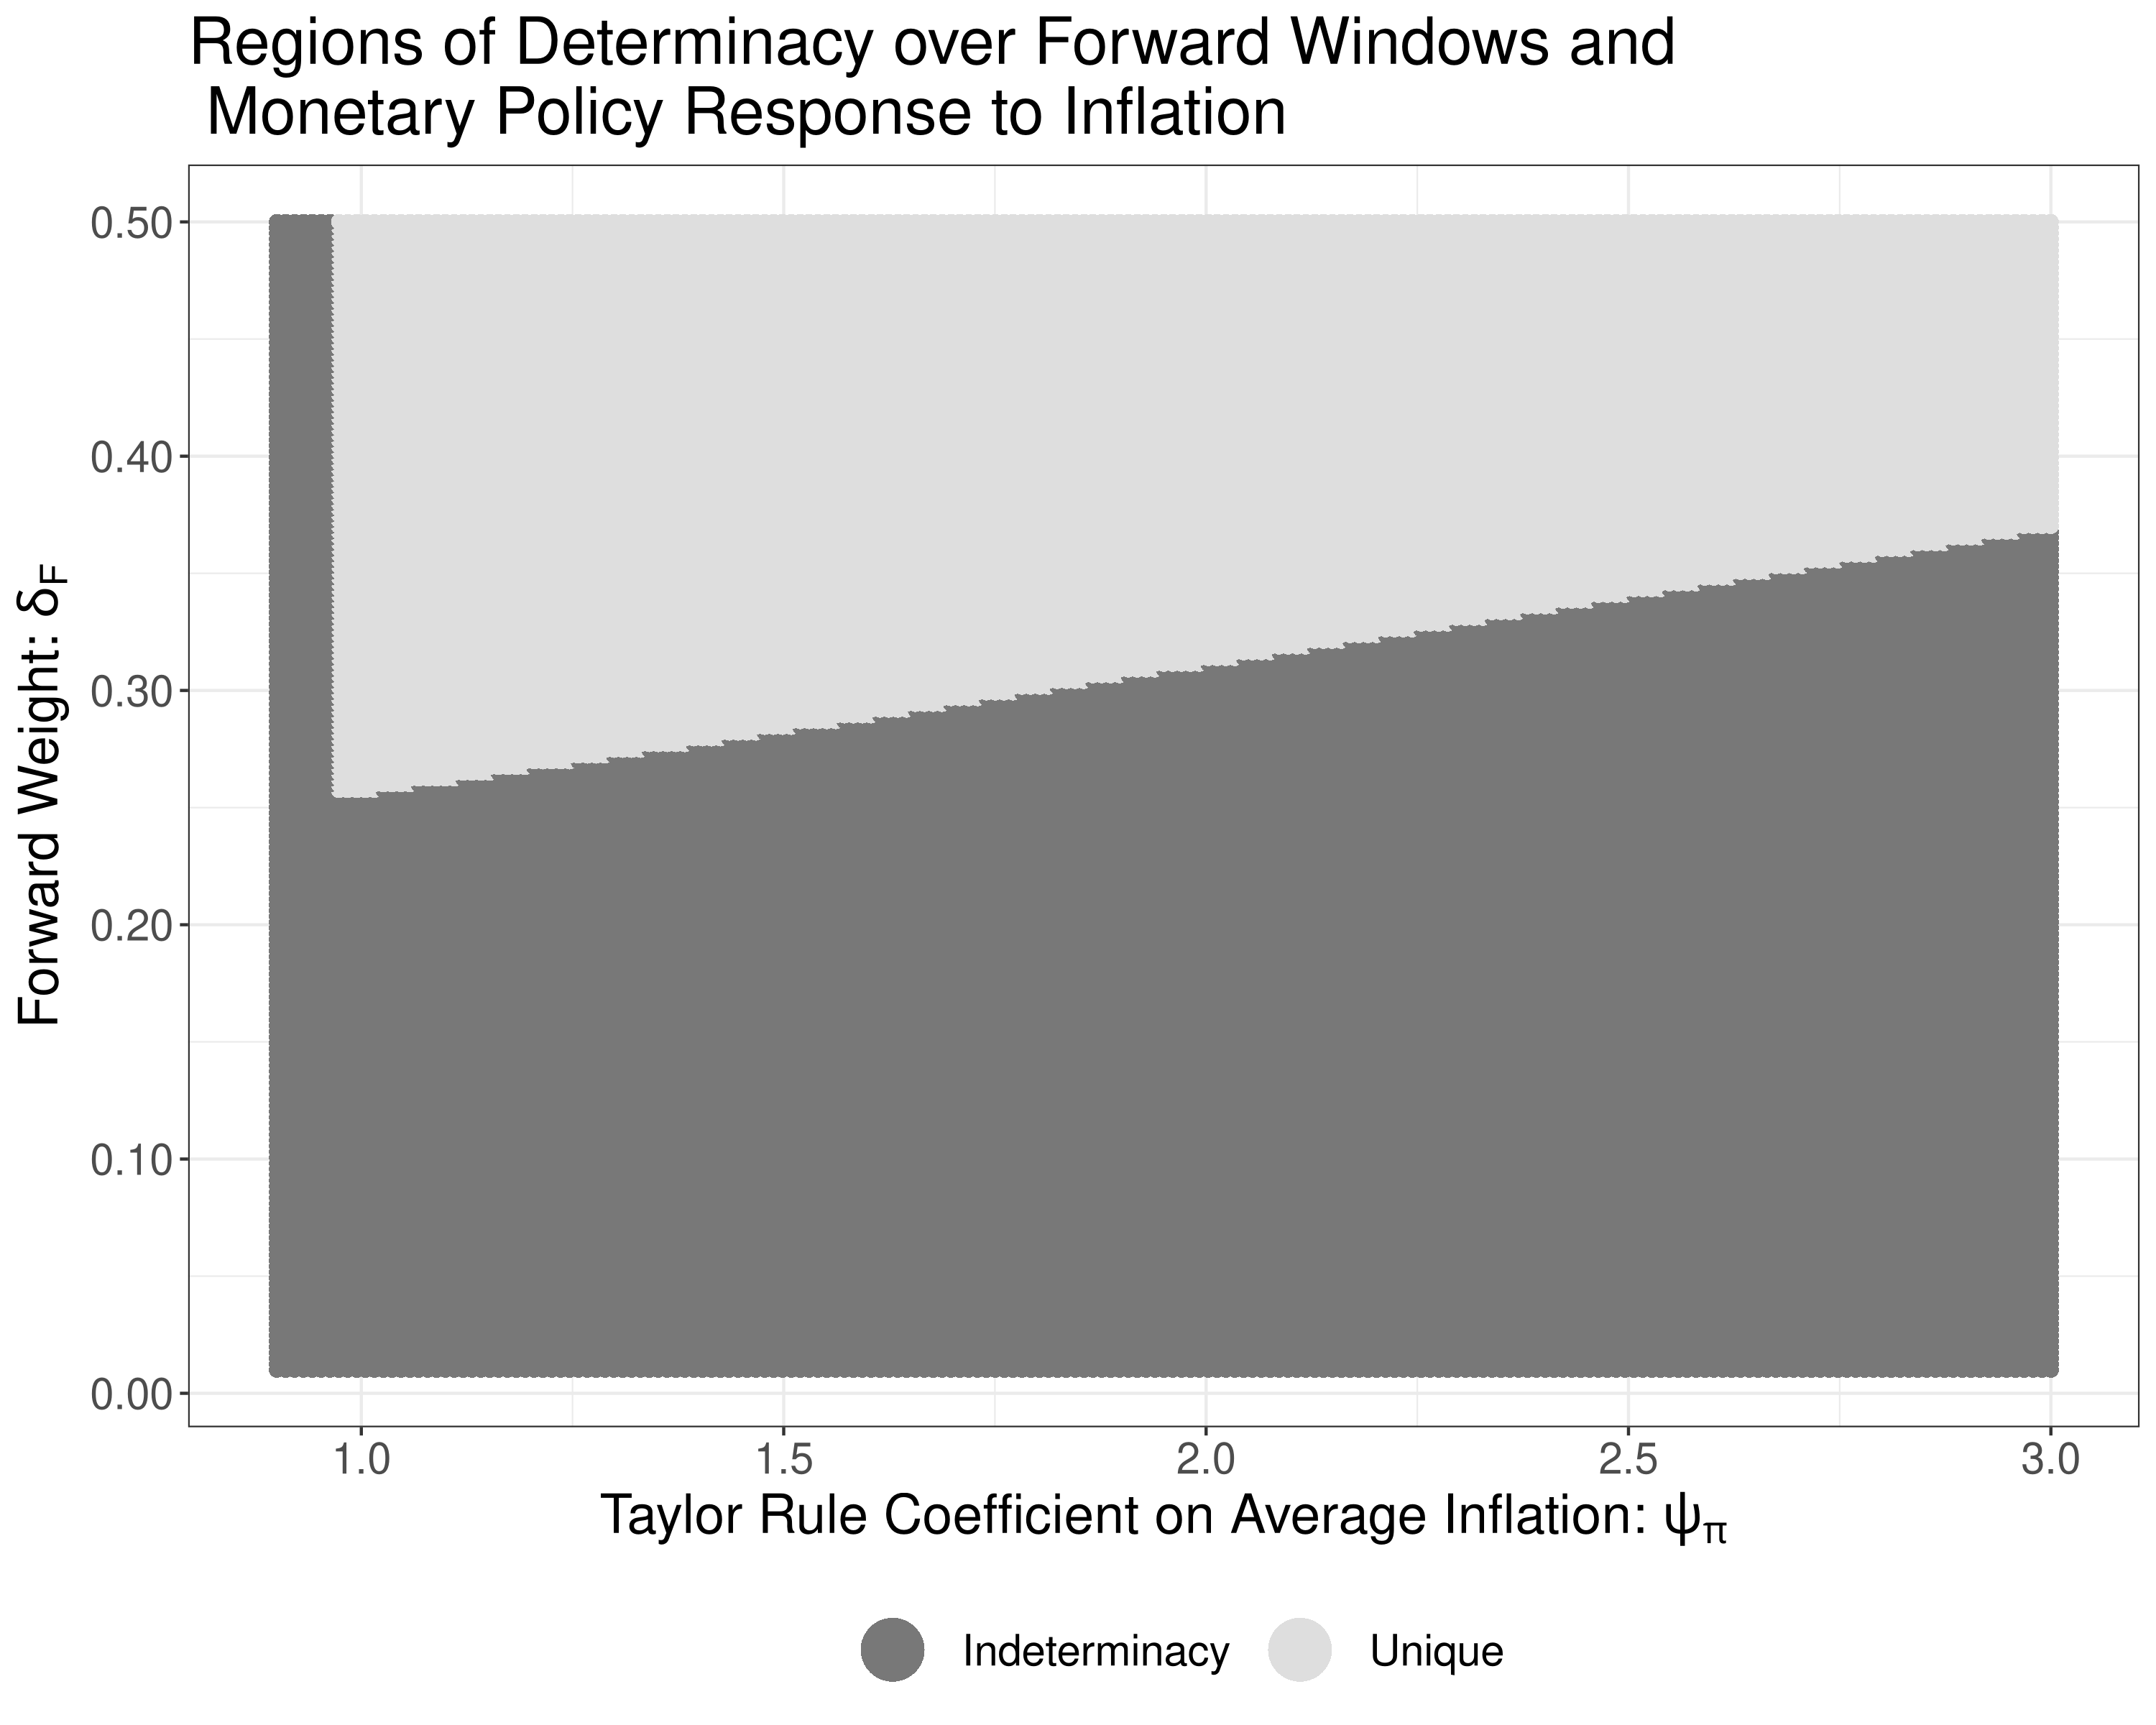 Regions of Determinacy over Forward Windows and
Monetary Policy Response to Inflation
Forward Weight: δF
0.50
0.40
0.30
0.20
0.10
0.00
1.0 1.5 2.0 2.5 3.0
Taylor Rule Coefficient on Average Inflation: ψπ
Indeterminacy Unique